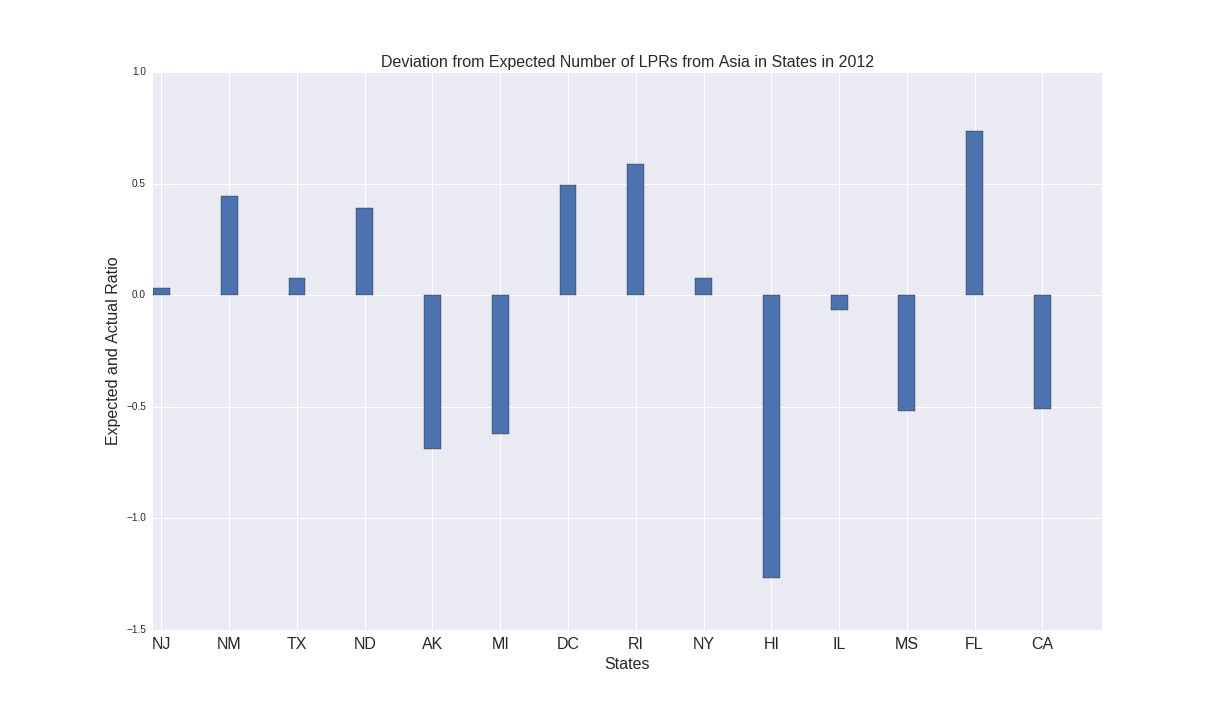 Deviation from Expected Number of LPRs from Asia in States in 2012
1.0
0.5
0.0
−0.5
−1.0
−1.5
Expected and Actual Ratio
NJ NM TX ND AK MI DC RI NY HI IL MS FL CA
States